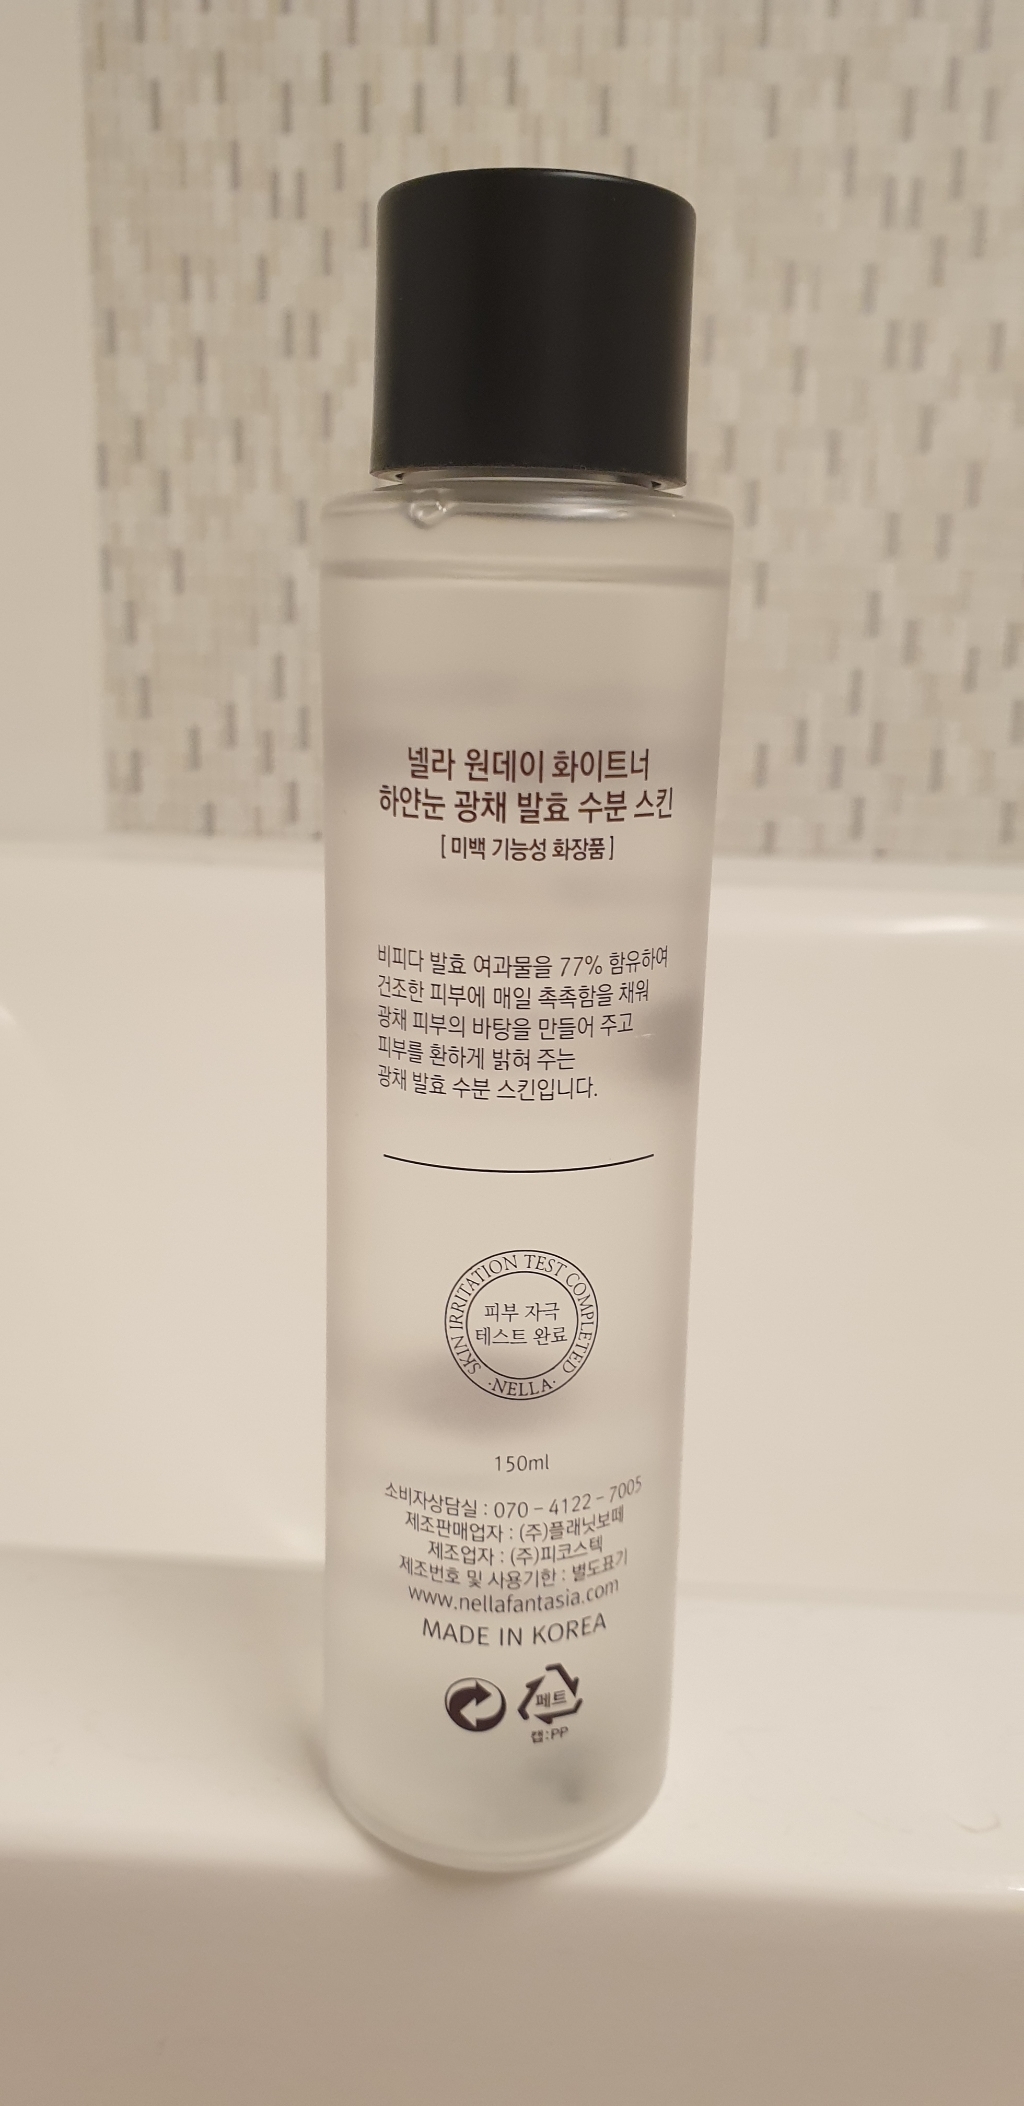 넬라 원데이 화이트너
하얀눈 광채 발효 수분 스킨
[ 미백 기능성 화장품 ]
비피다 발효 여과물을 77% 함유하여
건조한 피부에 매일 촉촉함을 채워
광채 피부의 바탕을 만들어 주고
피부를 환하게 밝혀 주는
광채 발효 수분 스킨입니다.
SKIN IRRITATION TEST COMPLETED
피부 자극
테스트 완료
·NELLA·
150ml
소비자상담실 : 070 - 4122 - 7005
제조판매업자 : (주)플래닛보떼
제조업자 : (주)피코스텍
제조번호 및 사용기한 : 별도표기
www.nellafantasia.com
MADE IN KOREA
페트
캡:PP